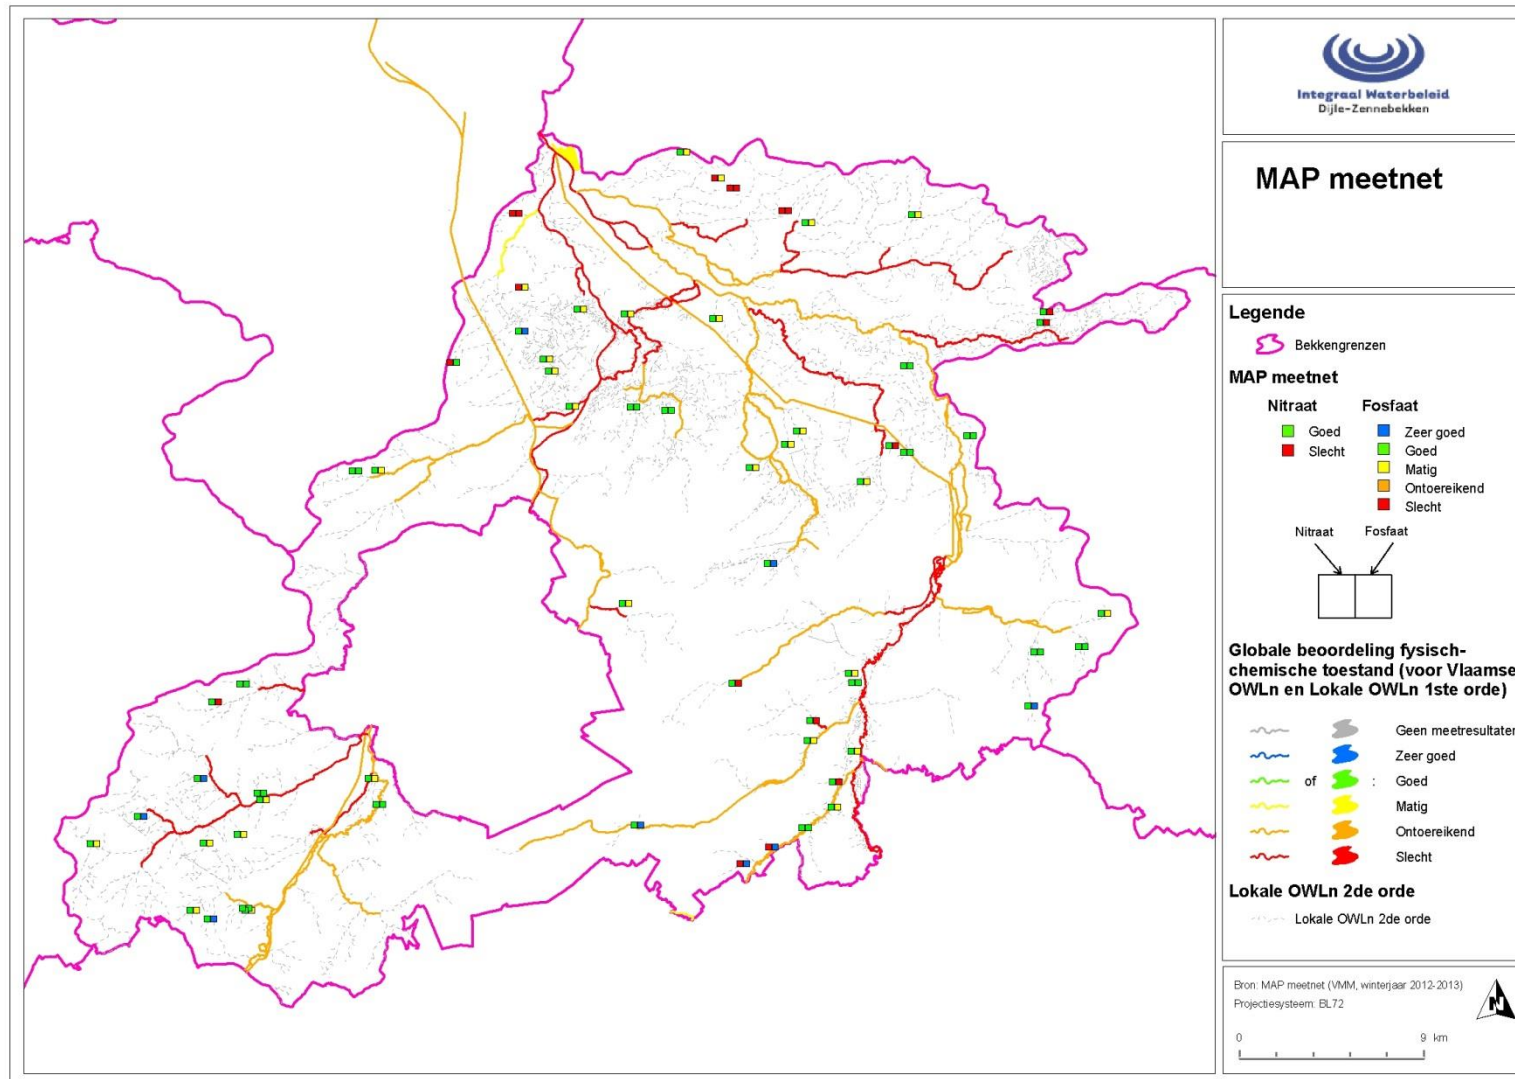 Integraal Waterbeleid
Dijle-Zennebekken
MAP meetnet
Legende
Bekkengrenzen
MAP meetnet
Nitraat Fosfaat
Goed Zeer goed
Slecht Goed
Matig
Ontoereikend
Slecht
Nitraat Fosfaat
Globale beoordeling fysisch-
chemische toestand (voor Vlaamse
OWLn en Lokale OWLn 1ste orde)
Geen meetresultaten
Zeer goed
of : Goed
Matig
Ontoereikend
Slecht
Lokale OWLn 2de orde
Lokale OWLn 2de orde
Bron: MAP meetnet (VMM, winterjaar 2012-2013)
Projectiesysteem: BL72
N
0 9 km